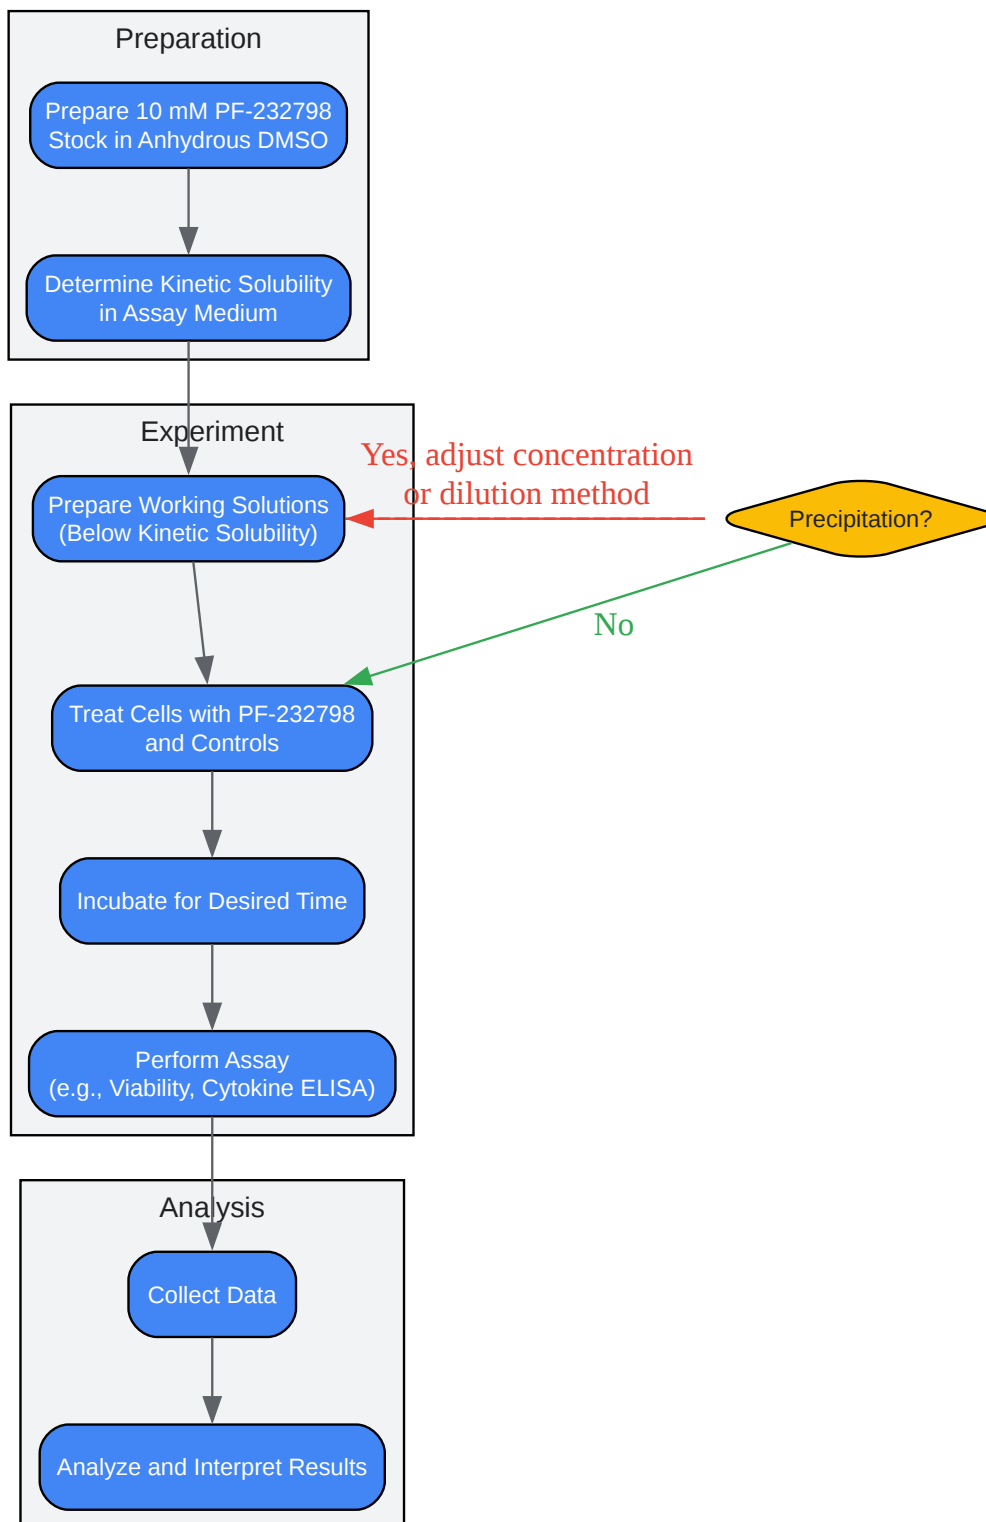 Preparation
Prepare 10 mM PF-232798
Stock in Anhydrous DMSO
Determine Kinetic Solubility
in Assay Medium
Experiment
Yes, adjust concentration
or dilution method
Prepare Working Solutions
(Below Kinetic Solubility)
Precipitation?
No
Treat Cells with PF-232798
and Controls
Incubate for Desired Time
Perform Assay
(e.g., Viability, Cytokine ELISA)
Analysis
Collect Data
Analyze and Interpret Results